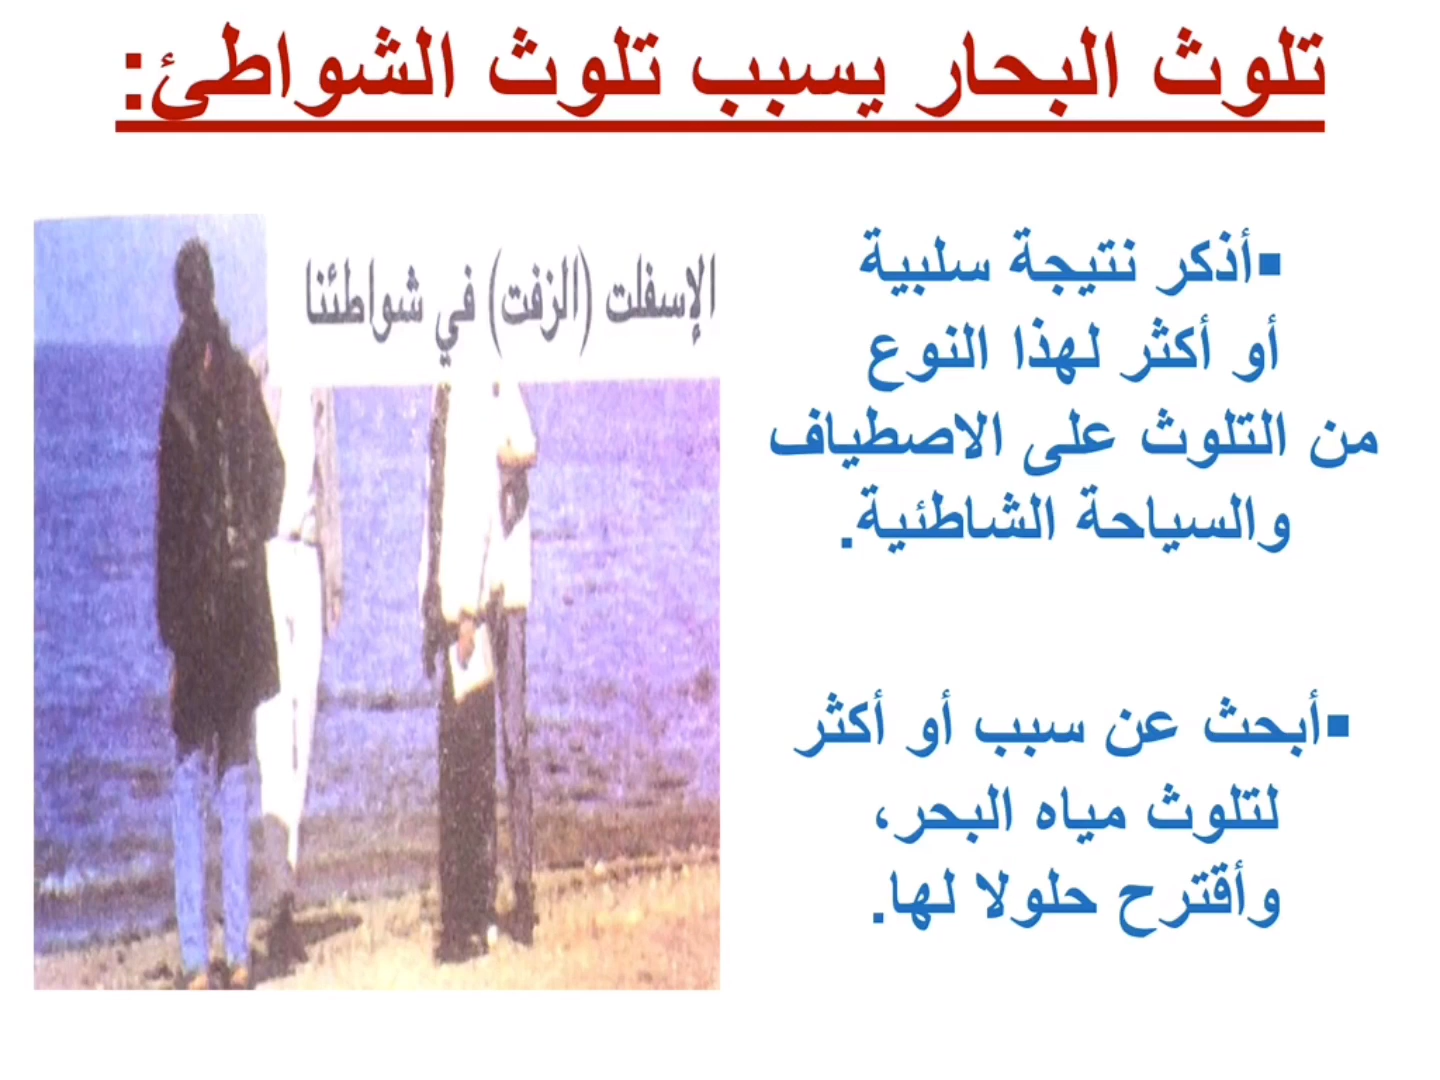 تلوث البحار يسبب تلوث الشواطئ:
الإسفلت (الزفت) في شواطئنا
▪أذكر نتيجة سلبية
أو أكثر لهذا النوع
من التلوث على الاصطياف
والسياحة الشاطئية.
▪أبحث عن سبب أو أكثر
لتلوث مياه البحر،
وأقترح حلولا لها.